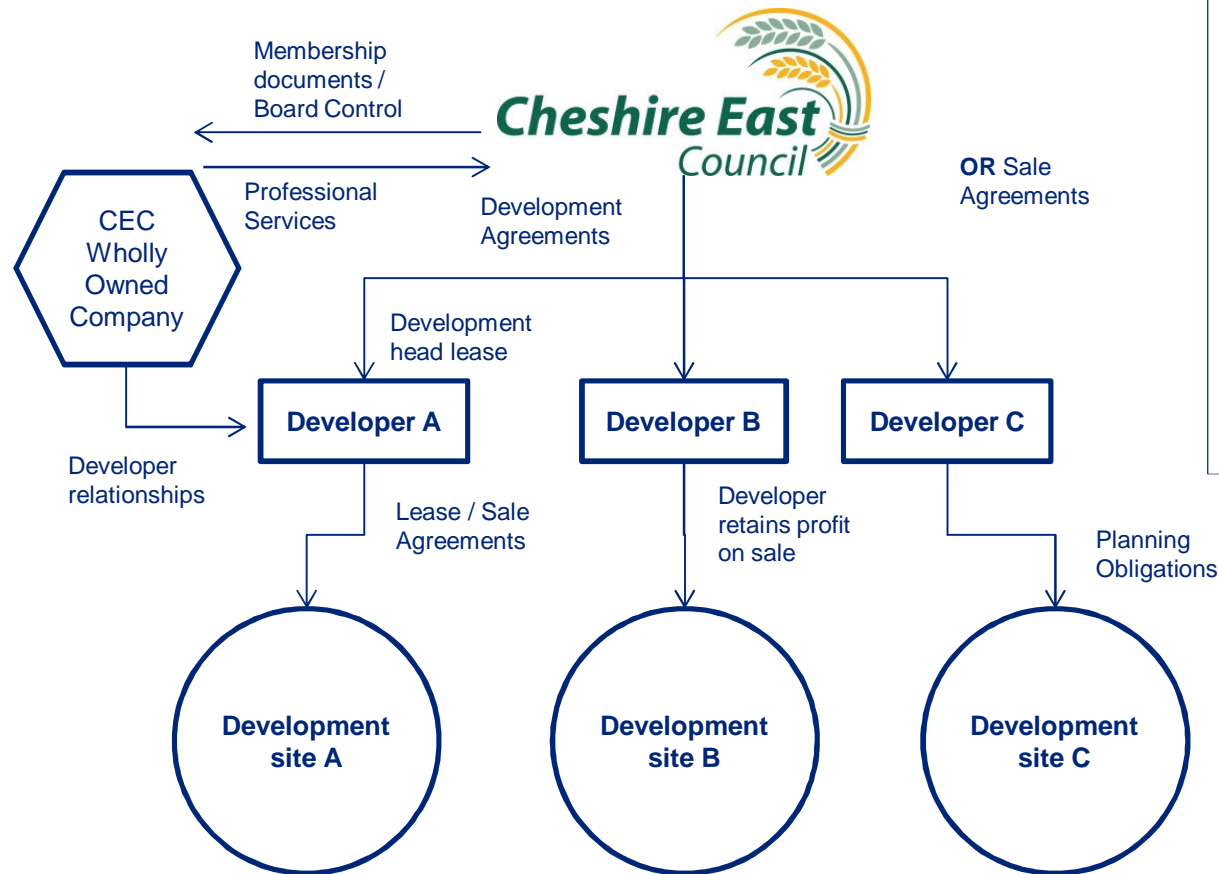 Membership
documents /
Board Control
Cheshire East
Council
OR Sale
Agreements
Professional
Services
Development
Agreements
CEC
Wholly
Owned
Company
Development
head lease
Developer A
Developer B
Developer C
Developer
relationships
Lease / Sale
Agreements
Developer
retains profit
on sale
Planning
Obligations
Development
site A
Development
site B
Development
site C